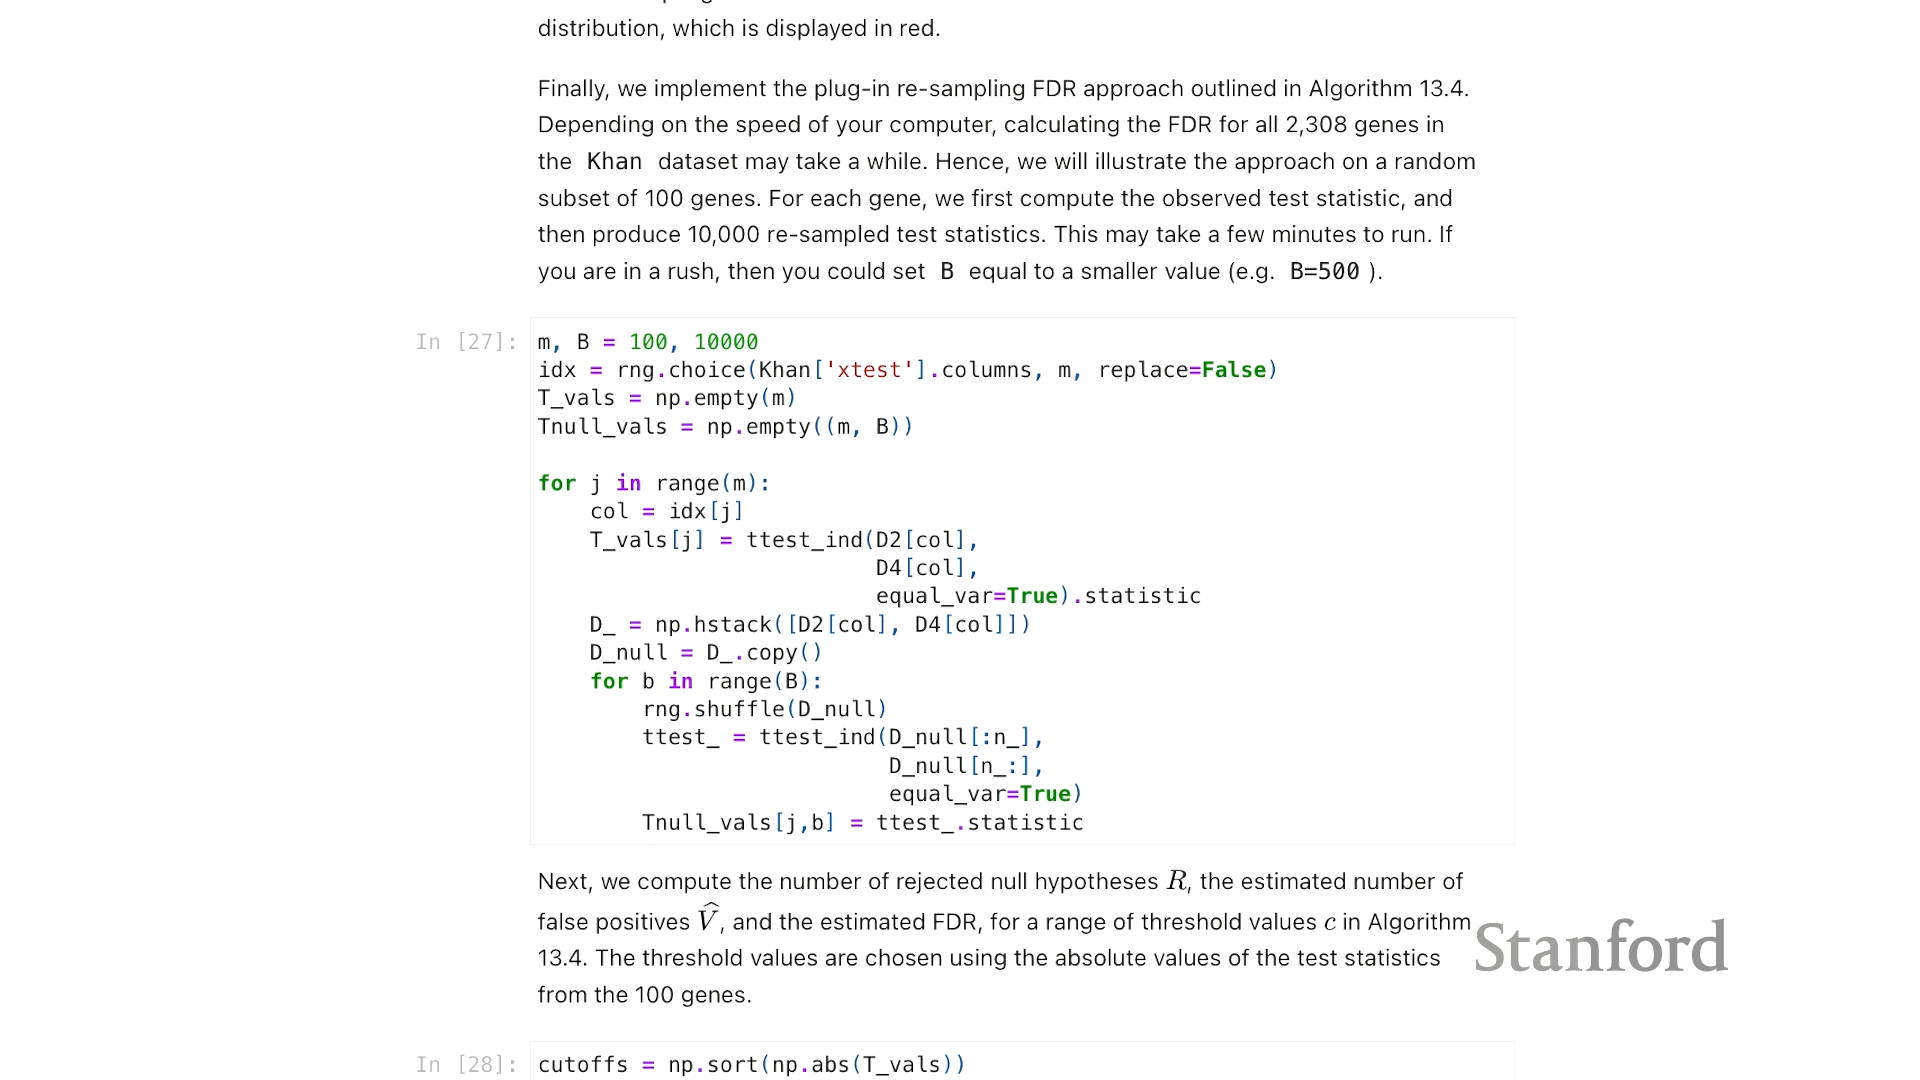 distribution, which is displayed in red.
Finally, we implement the plug-in re-sampling FDR approach outlined in Algorithm 13.4.
Depending on the speed of your computer, calculating the FDR for all 2,308 genes in
the Khan dataset may take a while. Hence, we will illustrate the approach on a random
subset of 100 genes. For each gene, we first compute the observed test statistic, and
then produce 10,000 re-sampled test statistics. This may take a few minutes to run. If
you are in a rush, then you could set B equal to a smaller value (e.g. B=500 ).
In [27]: m, B = 100, 10000
idx = rng.choice(Khan['xtest'].columns, m, replace=False)
T_vals = np.empty(m)
Tnull_vals = np.empty((m, B))
for j in range(m):
    col = idx[j]
    T_vals[j] = ttest_ind(D2[col],
                          D4[col],
                          equal_var=True).statistic
    D_ = np.hstack([D2[col], D4[col]])
    D_null = D_.copy()
    for b in range(B):
        rng.shuffle(D_null)
        ttest_ = ttest_ind(D_null[:n_],
                           D_null[n_:],
                           equal_var=True)
        Tnull_vals[j,b] = ttest_.statistic
Next, we compute the number of rejected null hypotheses R, the estimated number of
false positives V̂, and the estimated FDR, for a range of threshold values c in Algorithm
13.4. The threshold values are chosen using the absolute values of the test statistics
from the 100 genes.
Stanford
In [28]: cutoffs = np.sort(np.abs(T_vals))